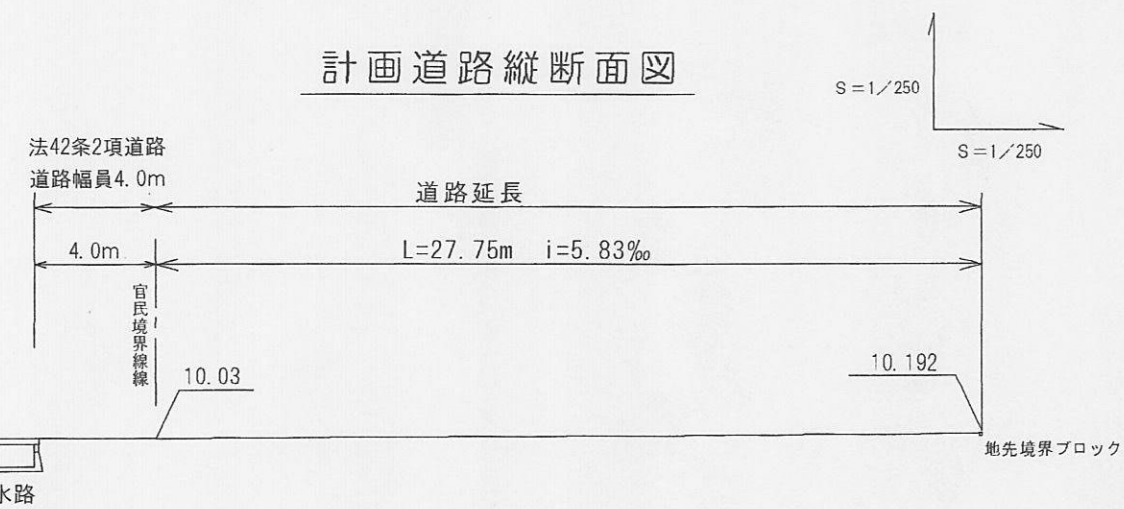 計画道路縦断面図
S=1/250
S=1/250
法42条2項道路
道路幅員4.0m
道路延長
4.0m
L=27.75m i=5.83‰
官民境界線線
10.03
10.192
地先境界ブロック
水路